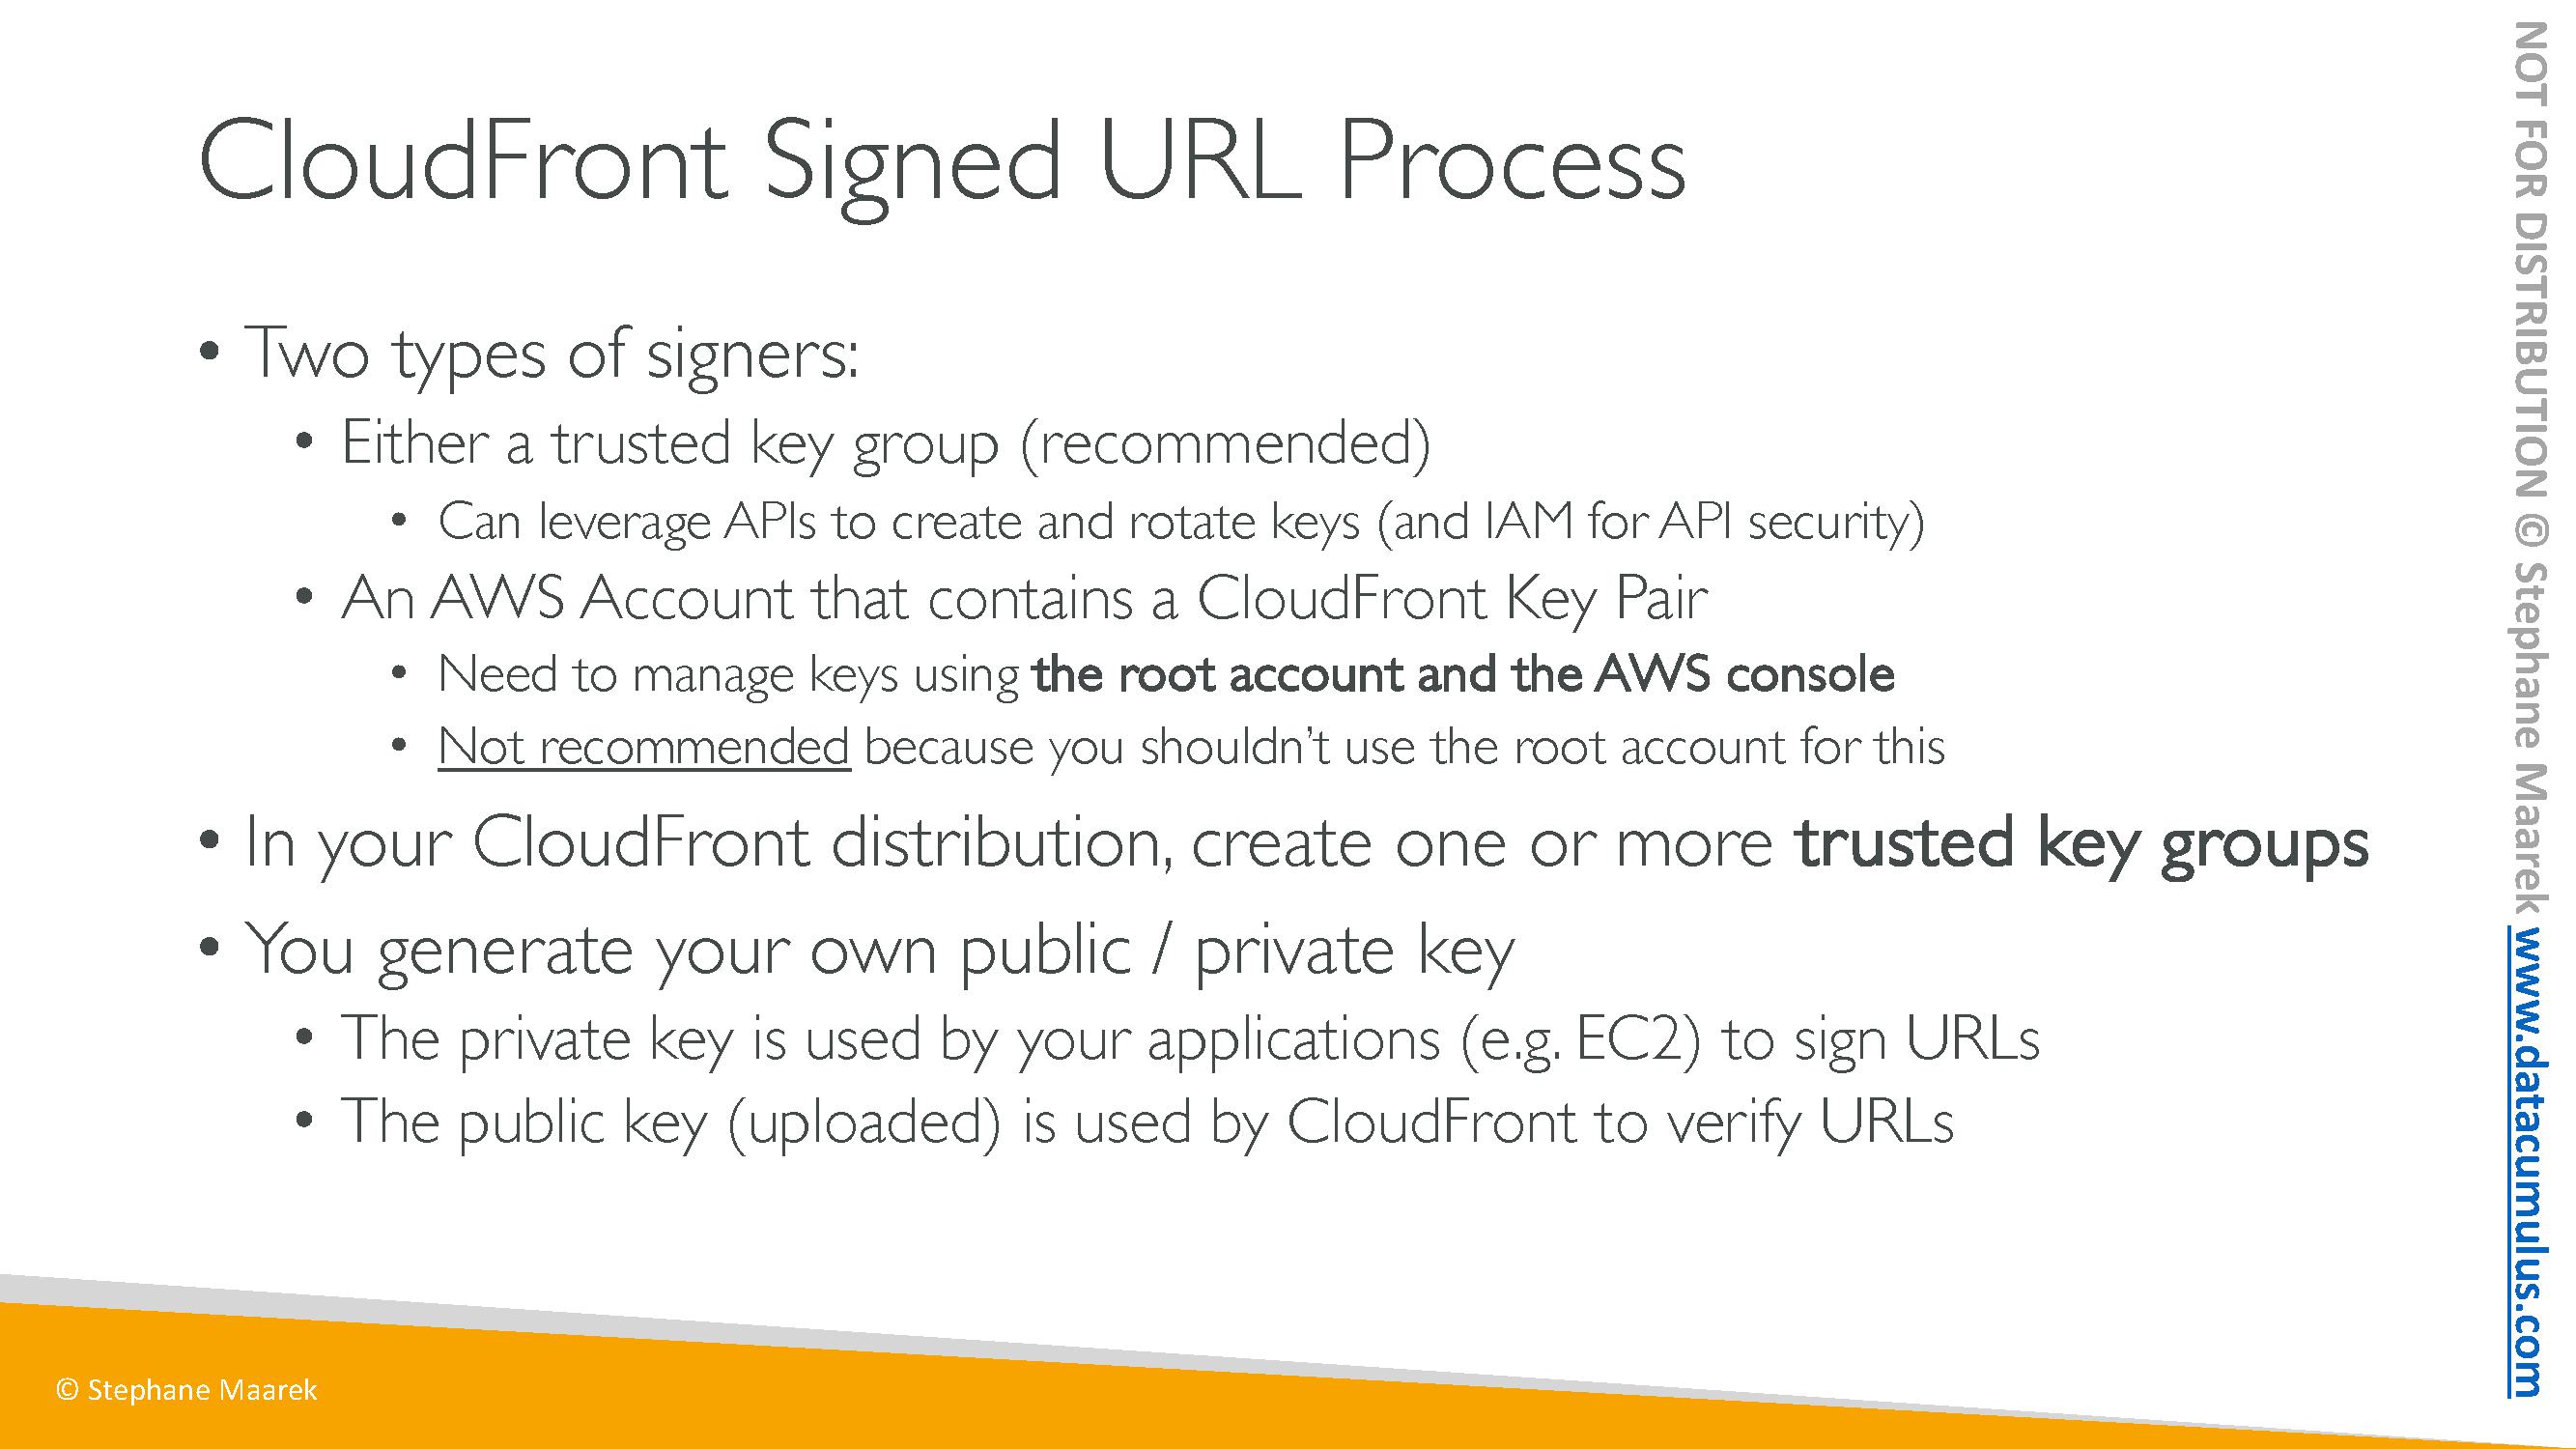 CloudFront Signed URL Process
• Two types of signers:
• Either a trusted key group (recommended)
• Can leverage APIs to create and rotate keys (and IAM for API security)
• An AWS Account that contains a CloudFront Key Pair
• Need to manage keys using the root account and the AWS console
• Not recommended because you shouldn’t use the root account for this
• In your CloudFront distribution, create one or more trusted key groups
• You generate your own public / private key
• The private key is used by your applications (e.g. EC2) to sign URLs
• The public key (uploaded) is used by CloudFront to verify URLs
© Stephane Maarek
NOT FOR DISTRIBUTION © Stephane Maarek www.datacumulus.com